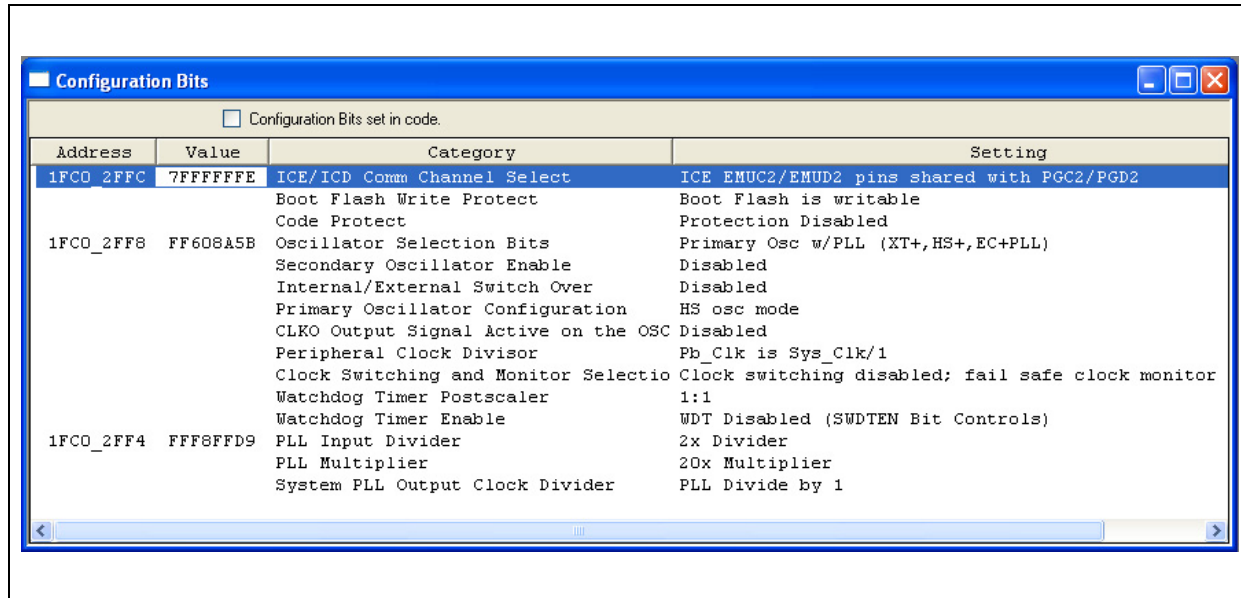 Configuration Bits
Configuration Bits set in code.
Address Value Category Setting
1FC0_2FFC 7FFFFFFE ICE/ICD Comm Channel Select ICE EMUC2/EMUD2 pins shared with PGC2/PGD2
Boot Flash Write Protect Boot Flash is writable
Code Protect Protection Disabled
1FC0_2FF8 FF608A5B Oscillator Selection Bits Primary Osc w/PLL (XT+,HS+,EC+PLL)
Secondary Oscillator Enable Disabled
Internal/External Switch Over Disabled
Primary Oscillator Configuration HS osc mode
CLKO Output Signal Active on the OSC Disabled
Peripheral Clock Divisor Pb_Clk is Sys_Clk/1
Clock Switching and Monitor Selectio Clock switching disabled; fail safe clock monitor
Watchdog Timer Postscaler 1:1
Watchdog Timer Enable WDT Disabled (SWDTEN Bit Controls)
1FC0_2FF4 FFF8FFD9 PLL Input Divider 2x Divider
PLL Multiplier 20x Multiplier
System PLL Output Clock Divider PLL Divide by 1